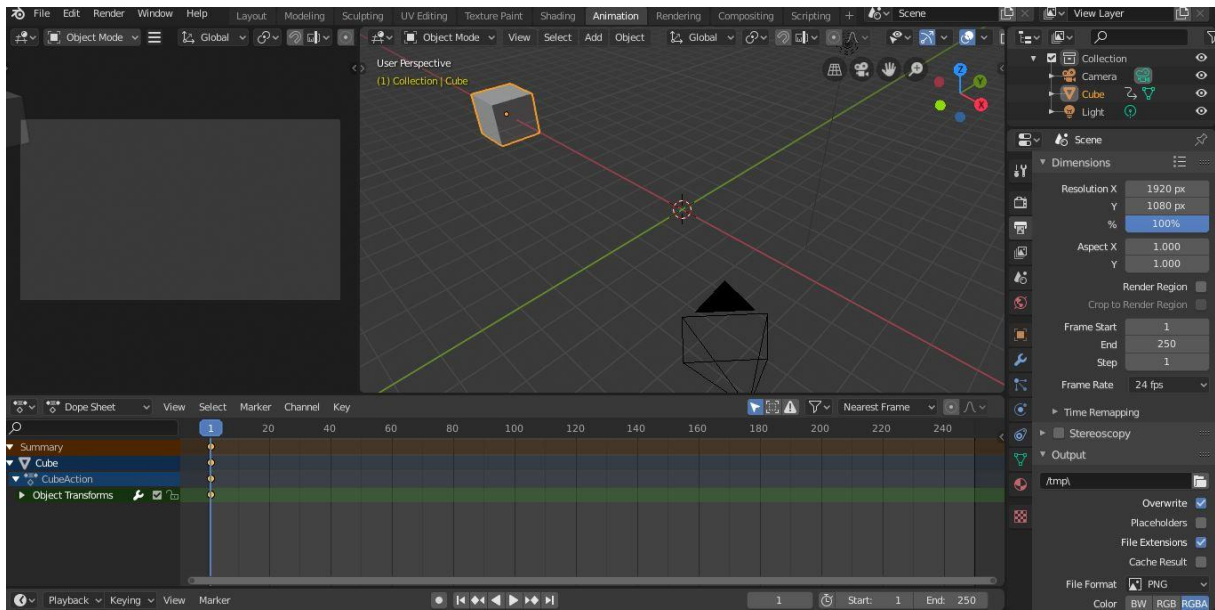 File Edit Render Window Help Layout Modeling Sculpting UV Editing Texture Paint Shading Animation Rendering Compositing Scripting + Scene View Layer
Object Mode Global Object Mode View Select Add Object Global
User Perspective
(1) Collection | Cube
Z
Y
X
Collection
Camera
Cube
Light
Scene
Dimensions
Resolution X 1920 px
Y 1080 px
% 100%
Aspect X 1.000
Y 1.000
Render Region
Crop to Render Region
Frame Start 1
End 250
Step 1
Frame Rate 24 fps
Time Remapping
Stereoscopy
Output
/tmp\
Overwrite
Placeholders
File Extensions
Cache Result
File Format PNG
Color BW RGB RGBA
Dope Sheet View Select Marker Channel Key Nearest Frame
1 20 40 60 80 100 120 140 160 180 200 220 240
Summary
Cube
CubeAction
Object Transforms
Playback Keying View Marker 1 Start: 1 End: 250